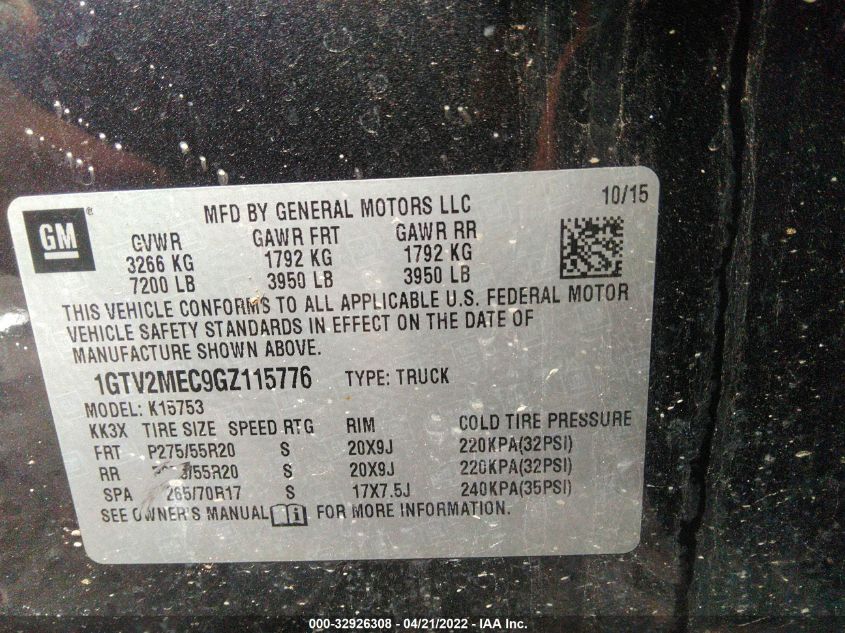 10/15
MFD BY GENERAL MOTORS LLC
GM ®
GVWR GAWR FRT GAWR RR
3266 KG 1792 KG 1792 KG
7200 LB 3950 LB 3950 LB
THIS VEHICLE CONFORMS TO ALL APPLICABLE U.S. FEDERAL MOTOR
VEHICLE SAFETY STANDARDS IN EFFECT ON THE DATE OF
MANUFACTURE SHOWN ABOVE.
1GTV2MEC9GZ115776 TYPE: TRUCK
MODEL: K15753
KK3X TIRE SIZE SPEED RTG RIM COLD TIRE PRESSURE
FRT P275/55R20 S 20X9J 220KPA(32PSI)
RR S 20X9J 220KPA(32PSI)
SPA 265/70R17 S 17X7.5J 240KPA(35PSI)
SEE OWNER'S MANUAL i FOR MORE INFORMATION.
000-32926308 - 04/21/2022 - IAA Inc.